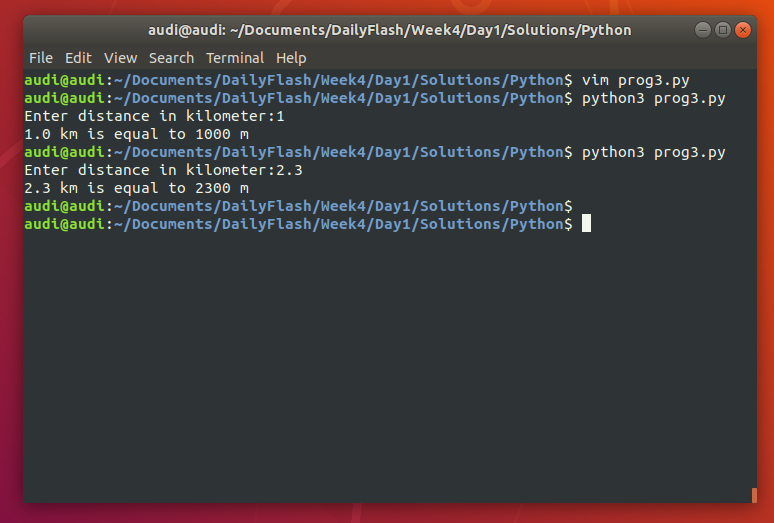 audi@audi: ~/Documents/DailyFlash/Week4/Day1/Solutions/Python
File Edit View Search Terminal Help
audi@audi:~/Documents/DailyFlash/Week4/Day1/Solutions/Python$ vim prog3.py
audi@audi:~/Documents/DailyFlash/Week4/Day1/Solutions/Python$ python3 prog3.py
Enter distance in kilometer:1
1.0 km is equal to 1000 m
audi@audi:~/Documents/DailyFlash/Week4/Day1/Solutions/Python$ python3 prog3.py
Enter distance in kilometer:2.3
2.3 km is equal to 2300 m
audi@audi:~/Documents/DailyFlash/Week4/Day1/Solutions/Python$
audi@audi:~/Documents/DailyFlash/Week4/Day1/Solutions/Python$